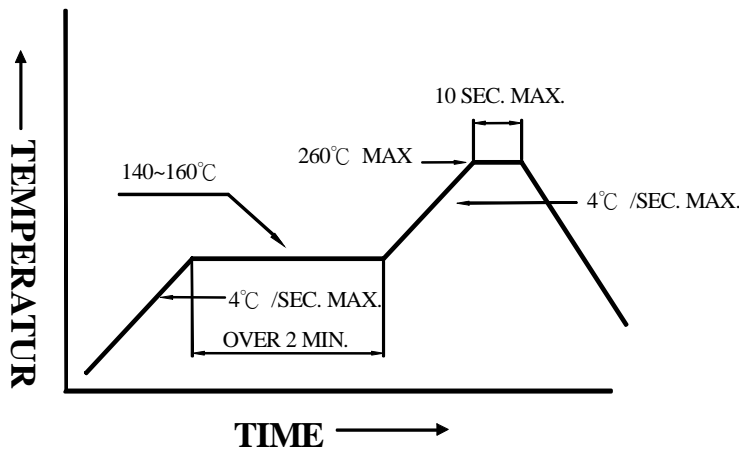 10 SEC. MAX.
260℃ MAX
140~160℃
4℃ /SEC. MAX.
4℃ /SEC. MAX.
OVER 2 MIN.
TEMPERATUR
TIME